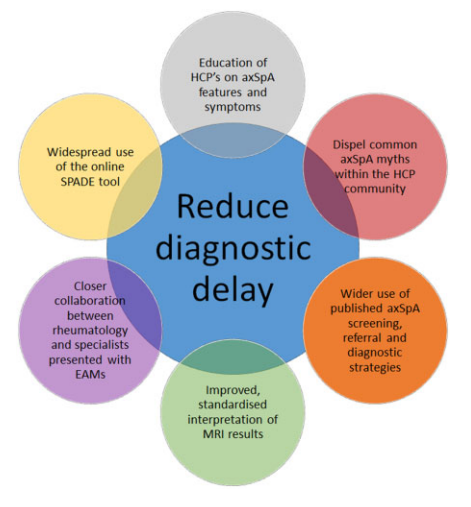 Education of
HCP's on axSpA
features and
symptoms
Dispel common
axSpA myths
within the HCP
community
Wider use of
published axSpA
screening,
referral and
diagnostic
strategies
Improved,
standardised
interpretation of
MRI results
Closer
collaboration
between
rheumatology
and specialists
presented with
EAMs
Widespread use
of the online
SPADE tool
Reduce
diagnostic
delay